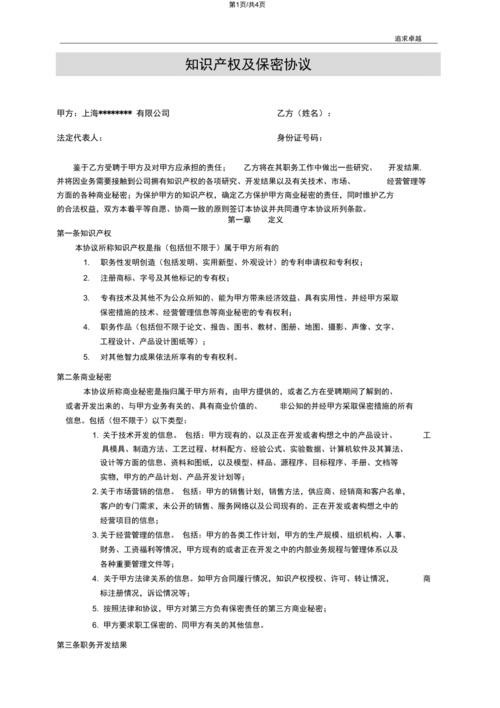 第1页/共4页
追求卓越
知识产权及保密协议
甲方：上海******** 有限公司 乙方（姓名）：
法定代表人： 身份证号码：
鉴于乙方受聘于甲方及对甲方应承担的责任； 乙方将在其职务工作中做出一些研究、 开发结果.
并将因业务需要接触到公司拥有知识产权的各项研究、开发结果以及有关技术、市场、 经营管理等
方面的各种商业秘密；为保护甲方的知识产权，确定乙方保护甲方商业秘密的责任，同时维护乙方
的合法权益，双方本着平等自愿、协商一致的原则签订本协议并共同遵守本协议所列条款。
第一章 定义
第一条知识产权
本协议所称知识产权是指（包括但不限于）属于甲方所有的
1. 职务性发明创造（包括发明、实用新型、外观设计）的专利申请权和专利权；
2. 注册商标、字号及其他标记的专有权；
3. 专有技术及其他不为公众所知的、能为甲方带来经济效益、具有实用性、并经甲方采取
保密措施的技术、经营管理信息等商业秘密的专有权利；
4. 职务作品（包括但不限于论文、报告、图书、教材、图册、地图、摄影、声像、文字、
工程设计、产品设计图纸等）；
5. 对其他智力成果依法所享有的专有权利。
第二条商业秘密
本协议所称商业秘密是指归属于甲方所有，由甲方提供的，或者乙方在受聘期间了解到的、
或者开发出来的、与甲方业务有关的、具有商业价值的、 非公知的并经甲方采取保密措施的所有
信息。包括（但不限于）以下类型：
1. 关于技术开发的信息。 包括：甲方现有的、以及正在开发或者构想之中的产品设计、 工
具模具、制造方法、工艺过程、材料配方、经验公式、实验数据、计算机软件及其算法、
设计等方面的信息、资料和图纸，以及模型、样品、源程序、目标程序、手册、文档等
实物，甲方的产品计划、产品开发计划等；
2. 关于市场营销的信息。 包括：甲方的销售计划，销售方法，供应商、经销商和客户名单，
客户的专门需求，未公开的销售、服务网络以及公司现有的、正在开发或者构想之中的
经营项目的信息；
3. 关于经营管理的信息。 包括：甲方的各类工作计划，甲方的生产规模、组织机构、人事、
财务、工资福利等情况，甲方现有的或者正在开发之中的内部业务规程与管理体系以及
各种重要管理文件等；
4. 关于甲方法律关系的信息。如甲方合同履行情况，知识产权授权、许可、转让情况， 商
标注册情况，诉讼情况等；
5. 按照法律和协议，甲方对第三方负有保密责任的第三方商业秘密；
6. 甲方要求职工保密的、同甲方有关的其他信息。
第三条职务开发结果